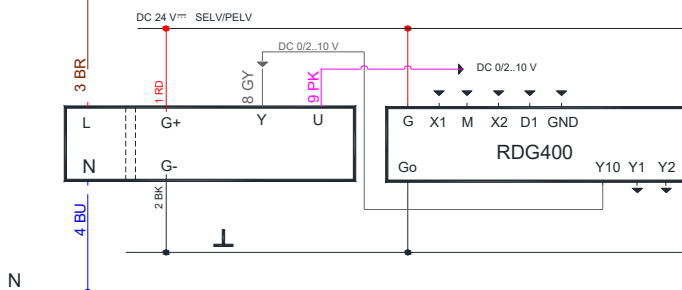 DC 24 V⎓ SELV/PELV
DC 0/2..10 V
DC 0/2..10 V
3 BR
1 RD
8 GY
9 PK
L
G+
Y
U
G
X1
M
X2
D1
GND
RDG400
N
G-
Go
Y10
Y1
Y2
4 BU
2 BK
N